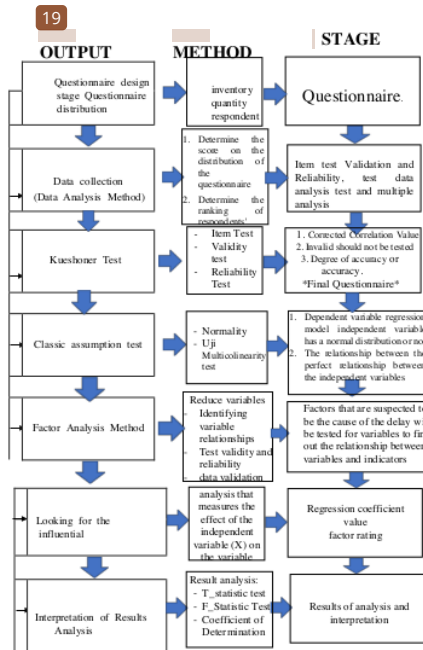 19
OUTPUT
METHOD
STAGE
Questionnaire design
stage Questionnaire
distribution
inventory
quantity
respondent
Questionnaire.
Data collection
(Data Analysis Method)
1. Determine the
score on the
distribution of
the
questionnaire
2. Determine the
ranking of
respondents'
Item test Validation and
Reliability, test data
analysis test and multiple
analysis
Kueshoner Test
- Item Test
- Validity
test
- Reliability
Test
1. Corrected Correlation Value
2. Invalid should not be tested
3. Degree of accuracy or
accuracy.
*Final Questionnaire*
Classic assumption test
- Normality
- Uji
Multicolinearity
test
1. Dependent variable regression
model independent variable
has a normal distribution or no
2. The relationship between the
perfect relationship between
the independent variables
Factor Analysis Method
Reduce variables
- Identifying
variable
relationships
- Test validity and
reliability
- data validation
Factors that are suspected to
be the cause of the delay wi
be tested for variables to fin
out the relationship between
variables and indicators
Looking for the
influential
analysis that
measures the
effect of the
independent
variable (X) on
the variable
Regression coefficient
value
factor rating
Interpretation of Results
Analysis
Result analysis:
- T_statistic test
- F_Statistic Test
- Coefficient of
Determination
Results of analysis and
interpretation